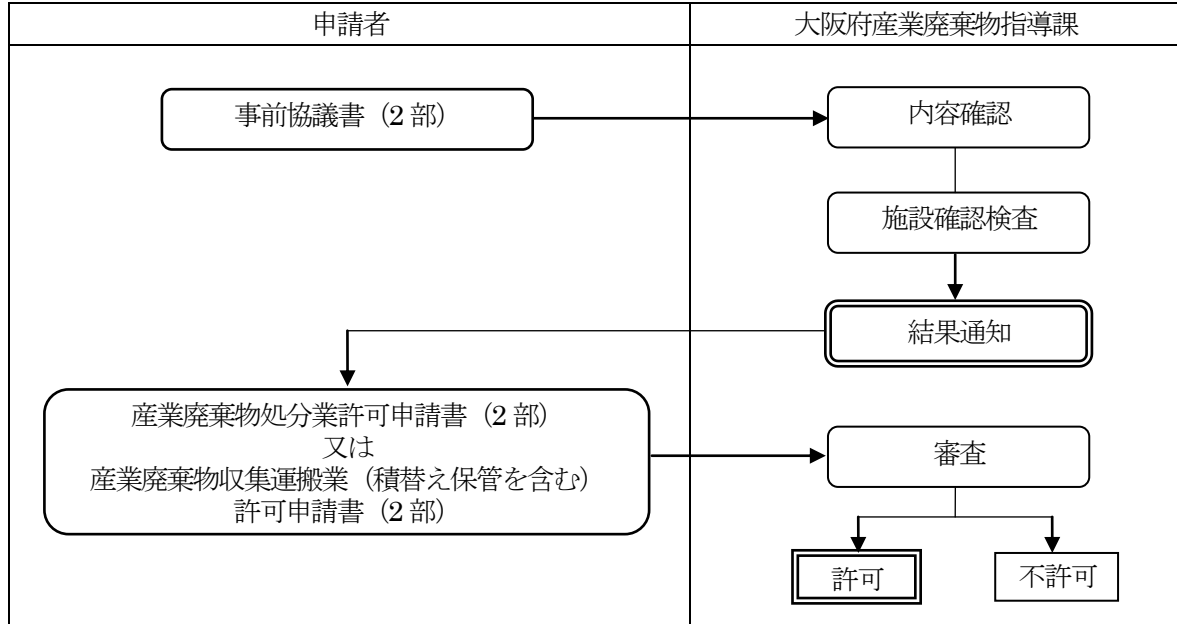 申請者
大阪府産業廃棄物指導課
事前協議書（2 部）
内容確認
施設確認検査
結果通知
産業廃棄物処分業許可申請書（2 部）
又は
産業廃棄物収集運搬業（積替え保管を含む）
許可申請書（2 部）
審査
許可
不許可